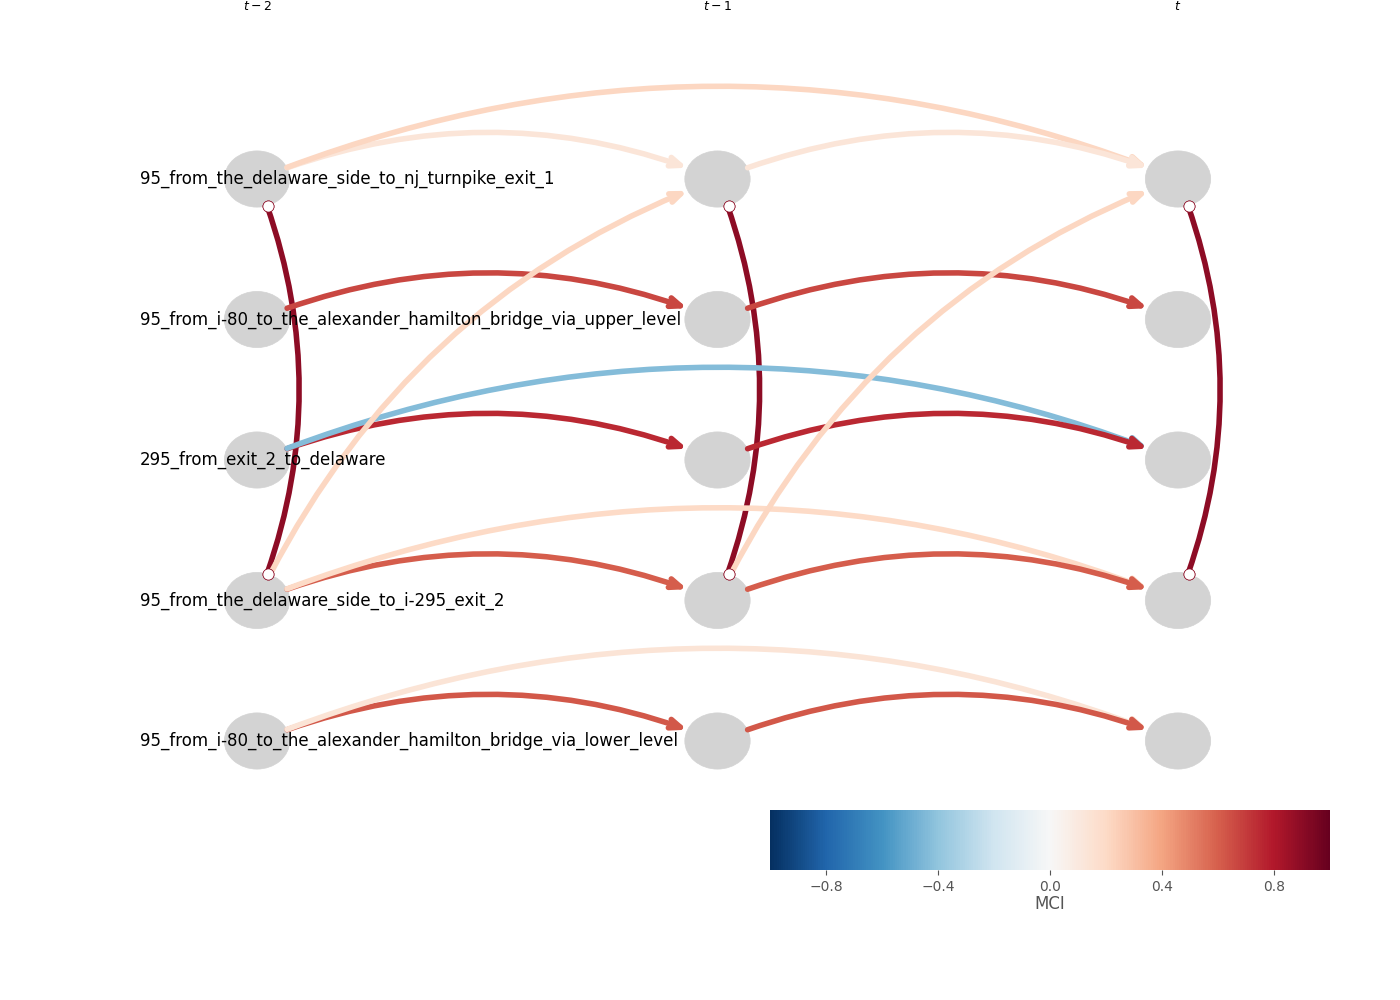 t − 2 t − 1 t
95_from_the_delaware_side_to_nj_turnpike_exit_1
95_from_i-80_to_the_alexander_hamilton_bridge_via_upper_level
295_from_exit_2_to_delaware
95_from_the_delaware_side_to_i-295_exit_2
95_from_i-80_to_the_alexander_hamilton_bridge_via_lower_level
−0.8 −0.4 0.0 0.4 0.8
MCI